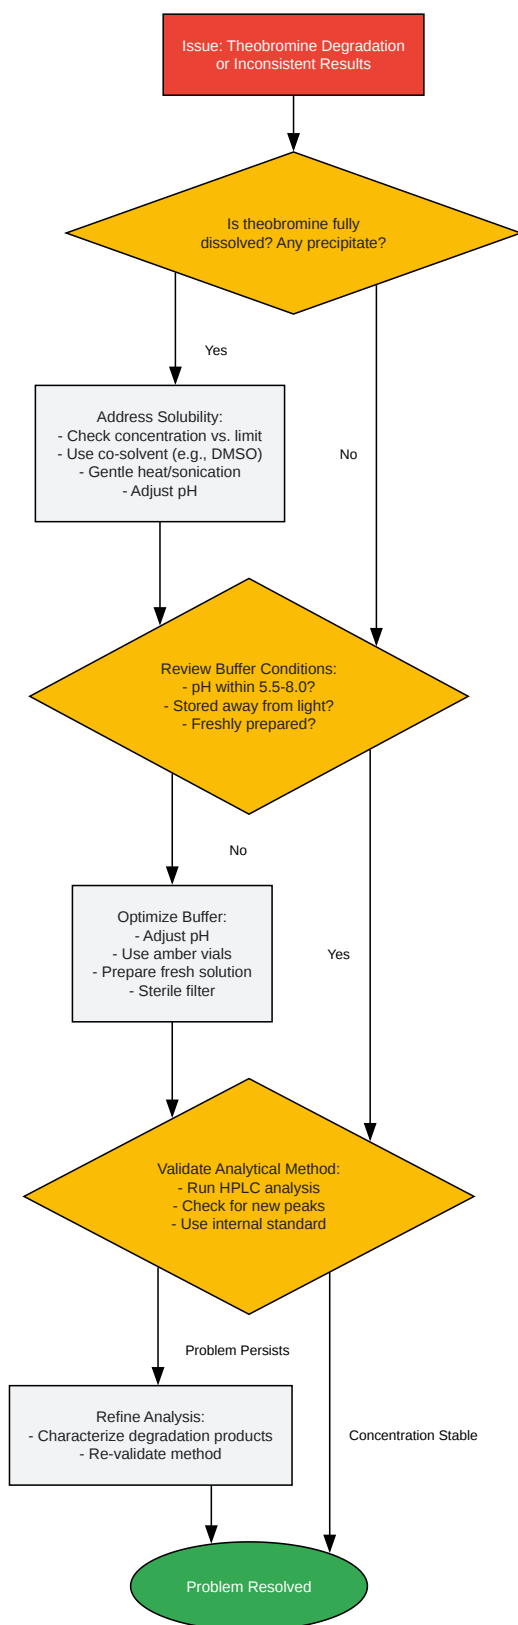 Issue: Theobromine Degradation
or Inconsistent Results
Is theobromine fully
dissolved? Any precipitate?
Yes
No
Address Solubility:
- Check concentration vs. limit
- Use co-solvent (e.g., DMSO)
- Gentle heat/sonication
- Adjust pH
Review Buffer Conditions:
- pH within 5.5-8.0?
- Stored away from light?
- Freshly prepared?
No
Yes
Optimize Buffer:
- Adjust pH
- Use amber vials
- Prepare fresh solution
- Sterile filter
Validate Analytical Method:
- Run HPLC analysis
- Check for new peaks
- Use internal standard
Problem Persists
Concentration Stable
Refine Analysis:
- Characterize degradation products
- Re-validate method
Problem Resolved